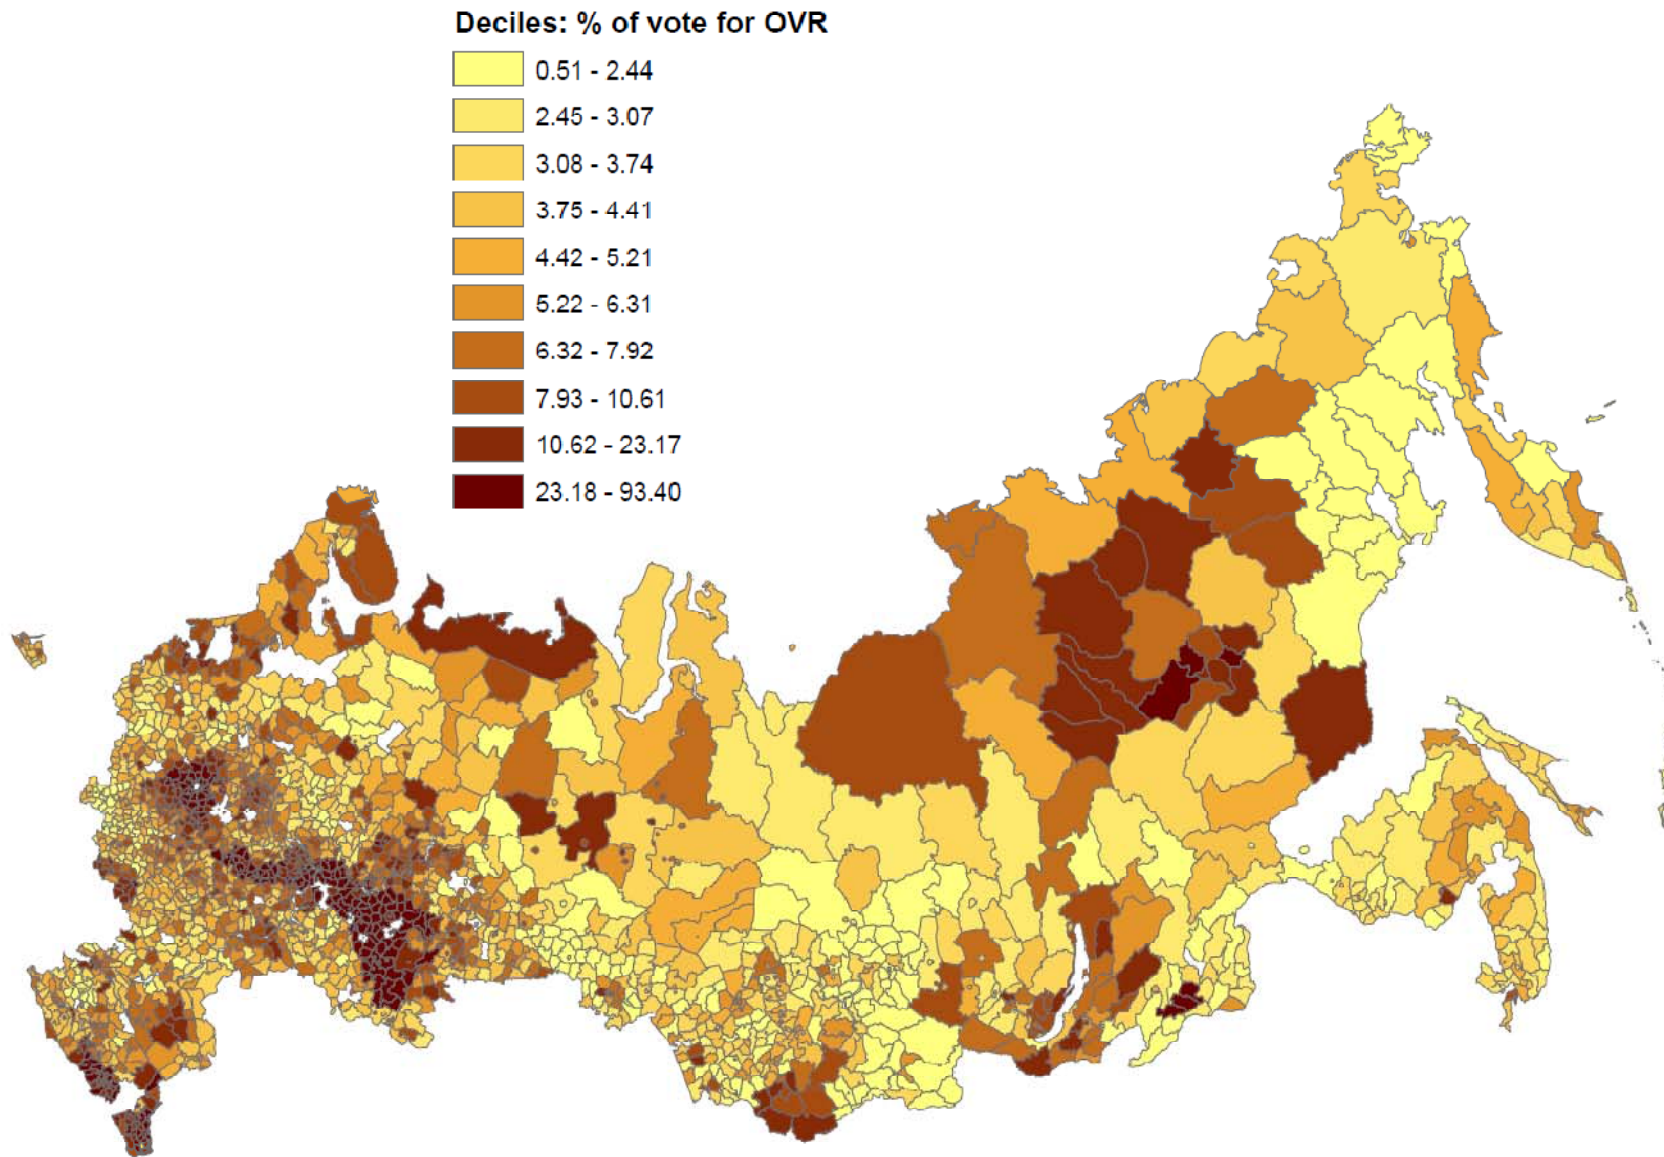 Deciles: % of vote for OVR
0.51 - 2.44
2.45 - 3.07
3.08 - 3.74
3.75 - 4.41
4.42 - 5.21
5.22 - 6.31
6.32 - 7.92
7.93 - 10.61
10.62 - 23.17
23.18 - 93.40